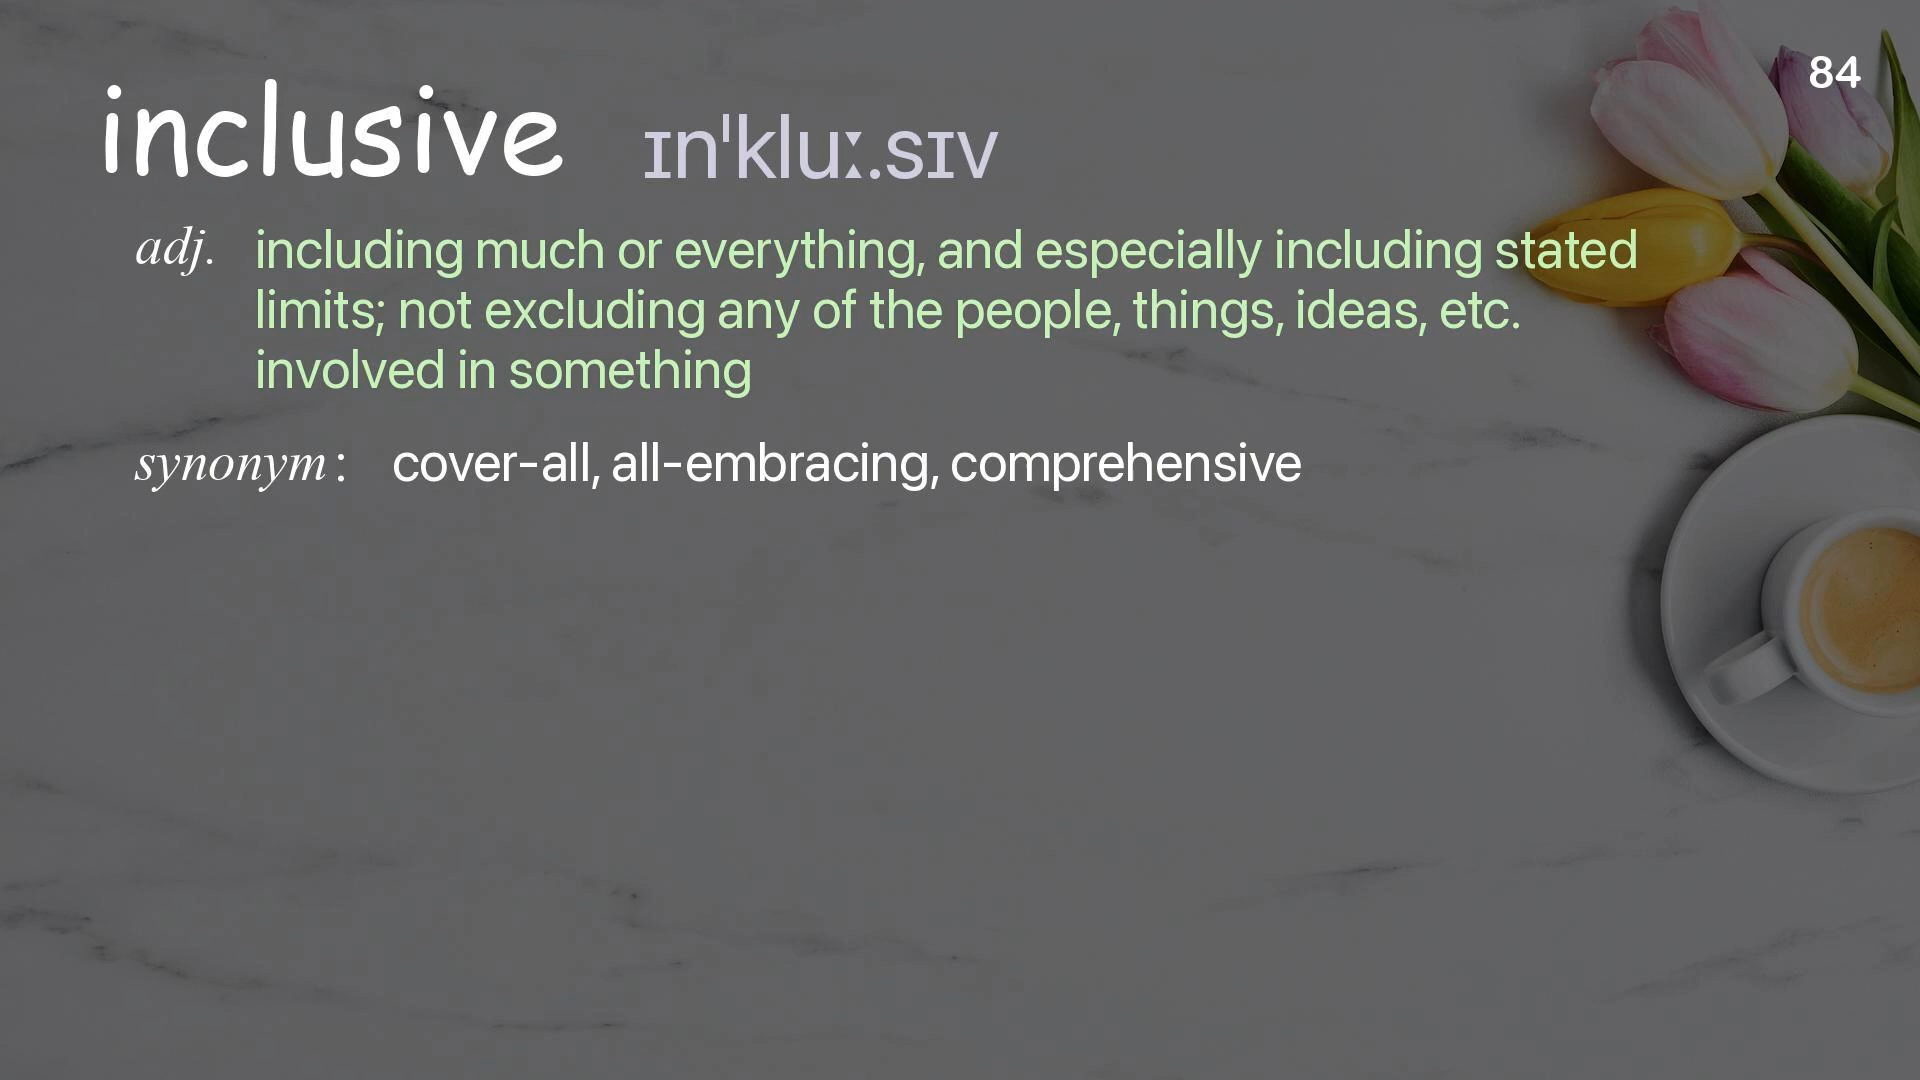 84
inclusive ɪnˈkluː.sɪv
adj. including much or everything, and especially including stated
limits; not excluding any of the people, things, ideas, etc.
involved in something
synonym : cover-all, all-embracing, comprehensive